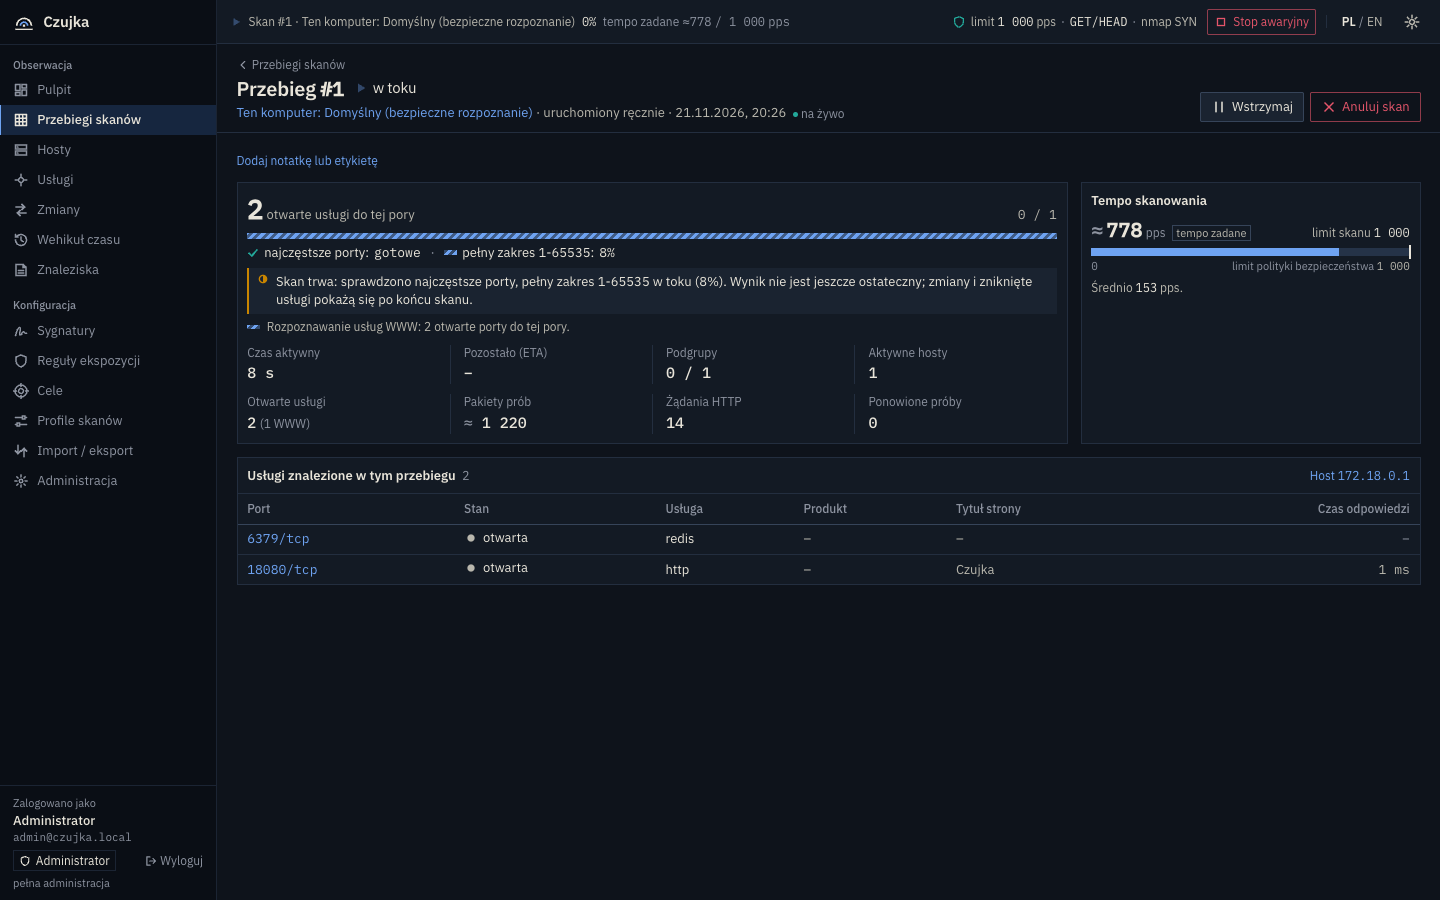 Czujka
Skan #1 · Ten komputer: Domyślny (bezpieczne rozpoznanie) 0% tempo zadane ≈778 / 1 000 pps
limit 1 000 pps · GET/HEAD · nmap SYN
Stop awaryjny
PL / EN
Obserwacja
Pulpit
Przebiegi skanów
Hosty
Usługi
Zmiany
Wehikuł czasu
Znaleziska
Konfiguracja
Sygnatury
Reguły ekspozycji
Cele
Profile skanów
Import / eksport
Administracja
Zalogowano jako
Administrator
admin@czujka.local
Administrator
Wyloguj
pełna administracja
Przebiegi skanów
Przebieg #1 w toku
Ten komputer: Domyślny (bezpieczne rozpoznanie) · uruchomiony ręcznie · 21.11.2026, 20:26 na żywo
Wstrzymaj
Anuluj skan
Dodaj notatkę lub etykietę
2 otwarte usługi do tej pory 0 / 1
najczęstsze porty: gotowe · pełny zakres 1-65535: 8%
Skan trwa: sprawdzono najczęstsze porty, pełny zakres 1-65535 w toku (8%). Wynik nie jest jeszcze ostateczny; zmiany i zniknięte
usługi pokażą się po końcu skanu.
Rozpoznawanie usług WWW: 2 otwarte porty do tej pory.
Czas aktywny Pozostało (ETA) Podgrupy Aktywne hosty
8 s – 0 / 1 1
Otwarte usługi Pakiety prób Żądania HTTP Ponowione próby
2 (1 WWW) ≈ 1 220 14 0
Tempo skanowania
≈ 778 pps tempo zadane limit skanu 1 000
0 limit polityki bezpieczeństwa 1 000
Średnio 153 pps.
Usługi znalezione w tym przebiegu 2 Host 172.18.0.1
Port Stan Usługa Produkt Tytuł strony Czas odpowiedzi
6379/tcp otwarta redis – – –
18080/tcp otwarta http – Czujka 1 ms